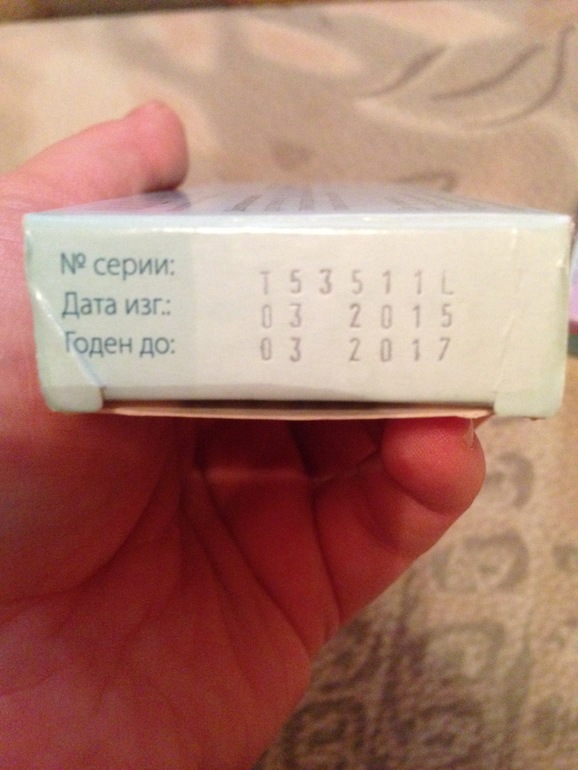 № серии: T53511L
Дата изг.: 03 2015
Годен до: 03 2017